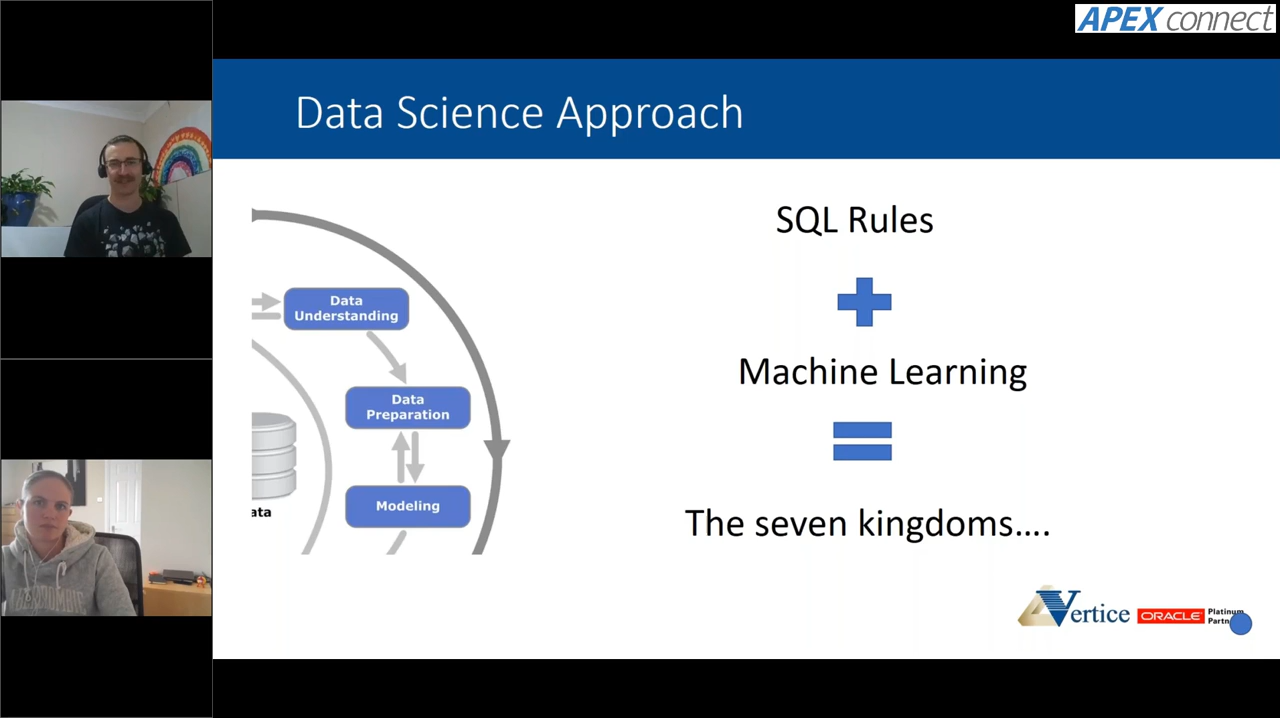 APEX connect
Data Science Approach
SQL Rules
Data
Understanding
Machine Learning
Data
Preparation
Modeling
ata
The seven kingdoms....
Vertice ORACLE Platinum
ABERCROMBIE